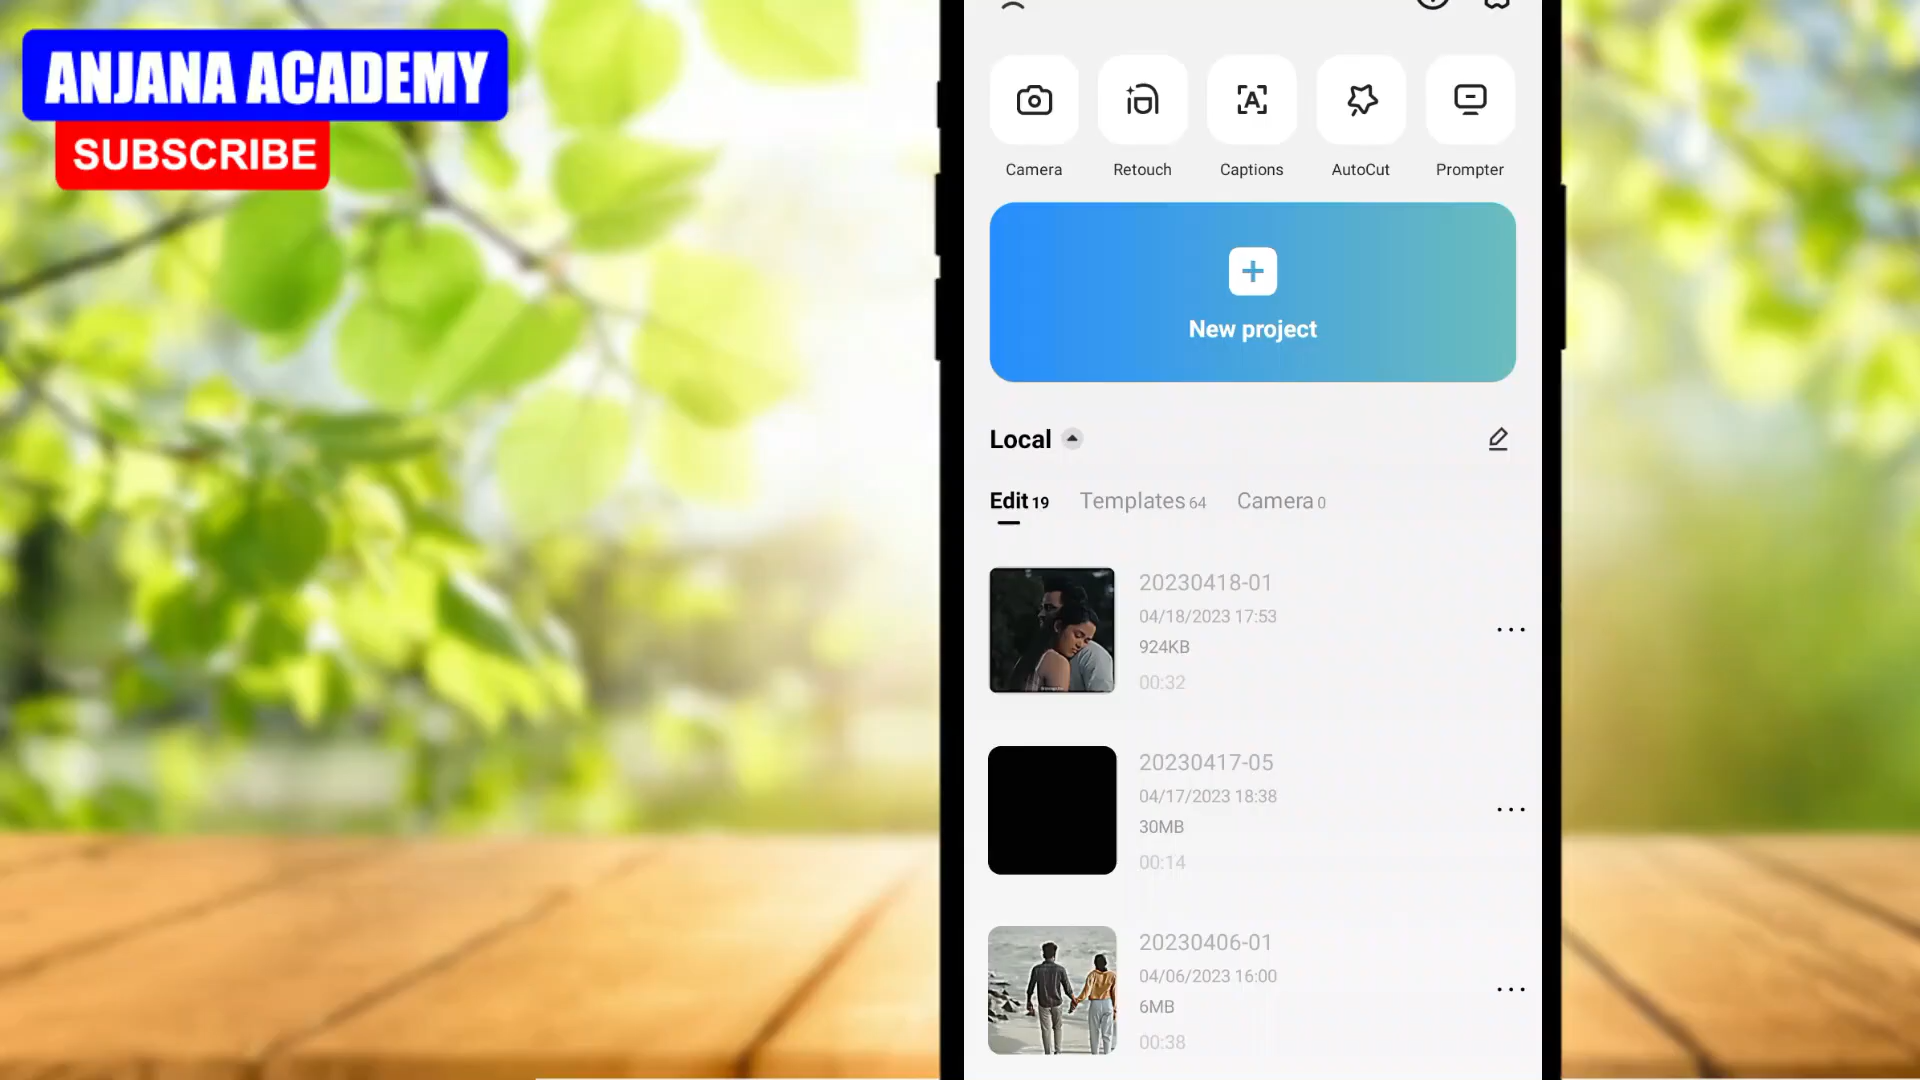 ANJANA ACADEMY
SUBSCRIBE
Camera
Retouch
Captions
AutoCut
Prompter
New project
Local
Edit 19
Templates 64
Camera 0
20230418-01
04/18/2023 17:53
924KB
00:32
20230417-05
04/17/2023 18:38
30MB
00:14
20230406-01
04/06/2023 16:00
6MB
00:38